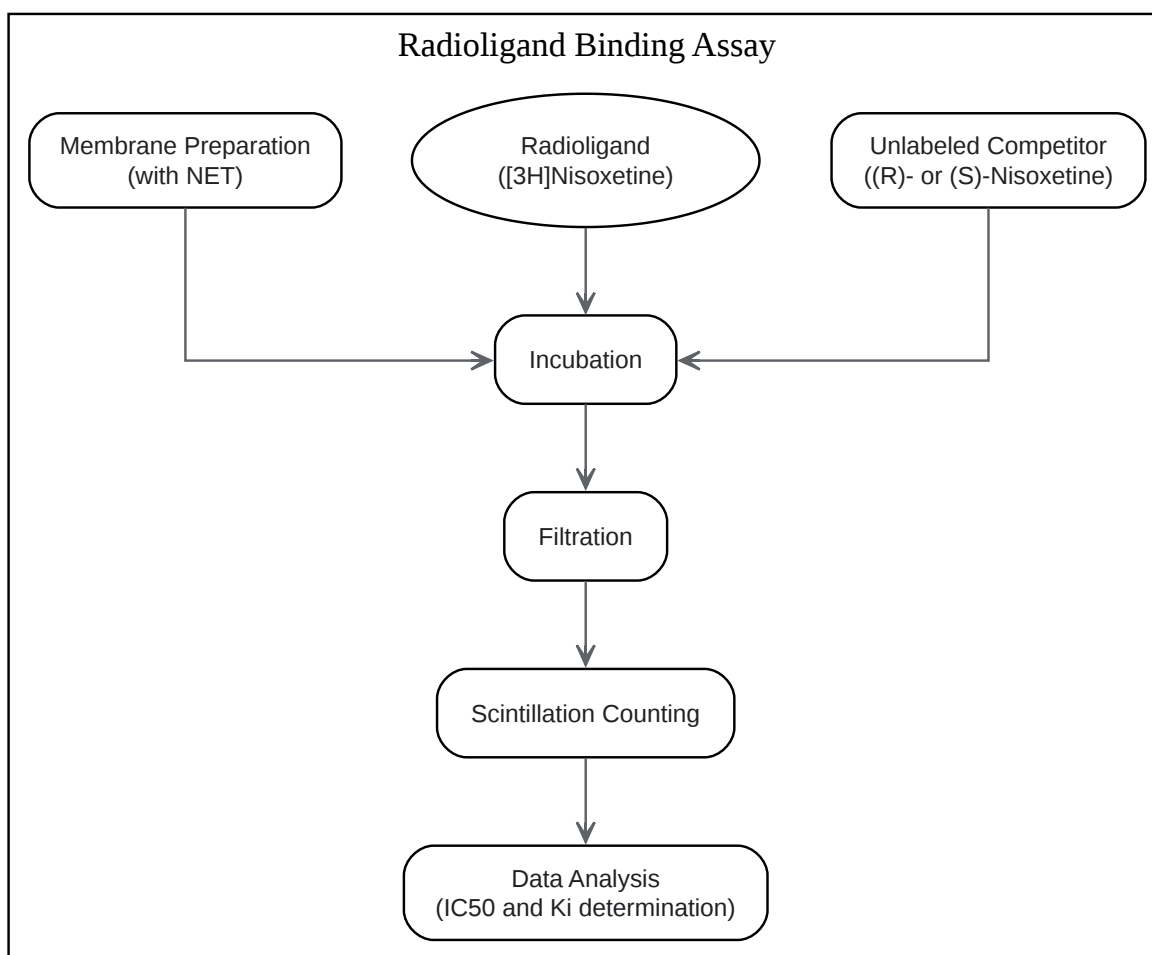 Radioligand Binding Assay
Membrane Preparation
(with NET)
Radioligand
([3H]Nisoxetine)
Unlabeled Competitor
((R)- or (S)-Nisoxetine)
Incubation
Filtration
Scintillation Counting
Data Analysis
(IC50 and Ki determination)